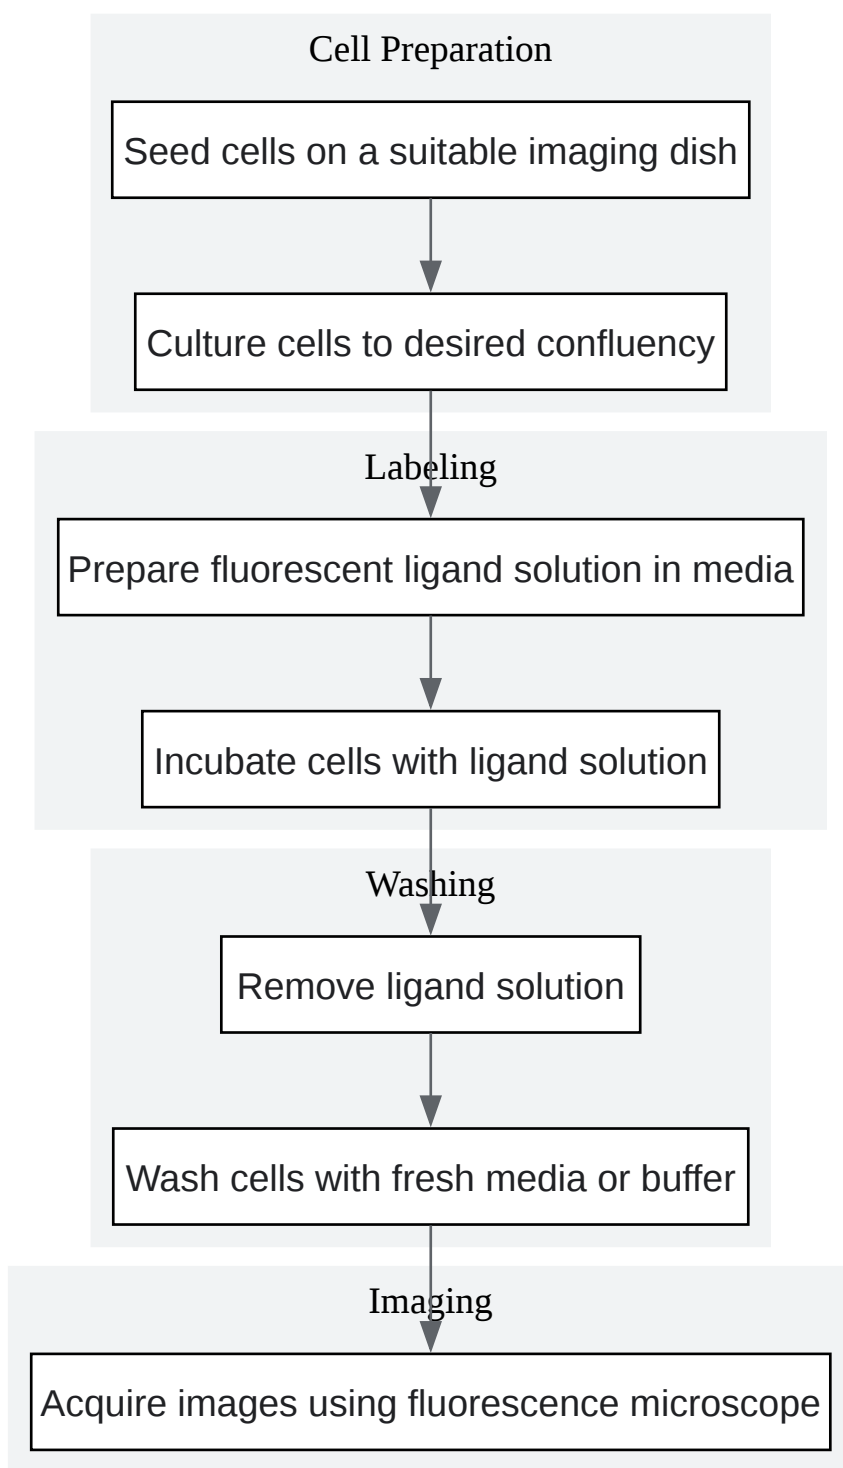 Cell Preparation
Seed cells on a suitable imaging dish
Culture cells to desired confluency
Labeling
Prepare fluorescent ligand solution in media
Incubate cells with ligand solution
Washing
Remove ligand solution
Wash cells with fresh media or buffer
Imaging
Acquire images using fluorescence microscope